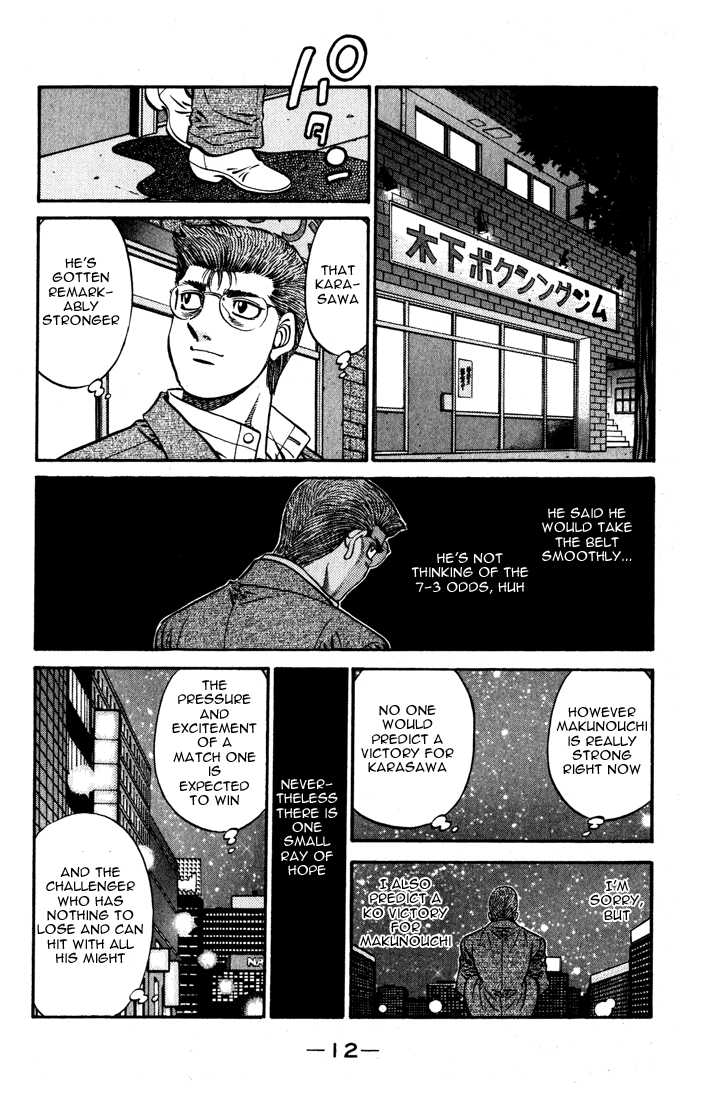 木下ボクシングジム
パ
ーター
THAT
KARA-
SAWA
HE'S
GOTTEN
REMARK-
ABLY
STRONGER
HE SAID HE
WOULD TAKE
THE BELT
SMOOTHLY...
HE'S NOT
THINKING OF THE
7-3 ODDS, HUH
HOWEVER
MAKUNOUCHI
IS REALLY
STRONG
RIGHT NOW
NO ONE
WOULD
PREDICT A
VICTORY FOR
KARASAWA
I'M
SORRY,
BUT
I ALSO
PREDICT A
KO VICTORY
FOR
MAKUNOUCHI
NEVER-
THELESS
THERE IS
ONE
SMALL
RAY OF
HOPE
THE
PRESSURE
AND
EXCITEMENT
OF A
MATCH ONE
IS
EXPECTED
TO WIN
AND THE
CHALLENGER
WHO HAS
NOTHING TO
LOSE AND CAN
HIT WITH ALL
HIS MIGHT
NA
—12—